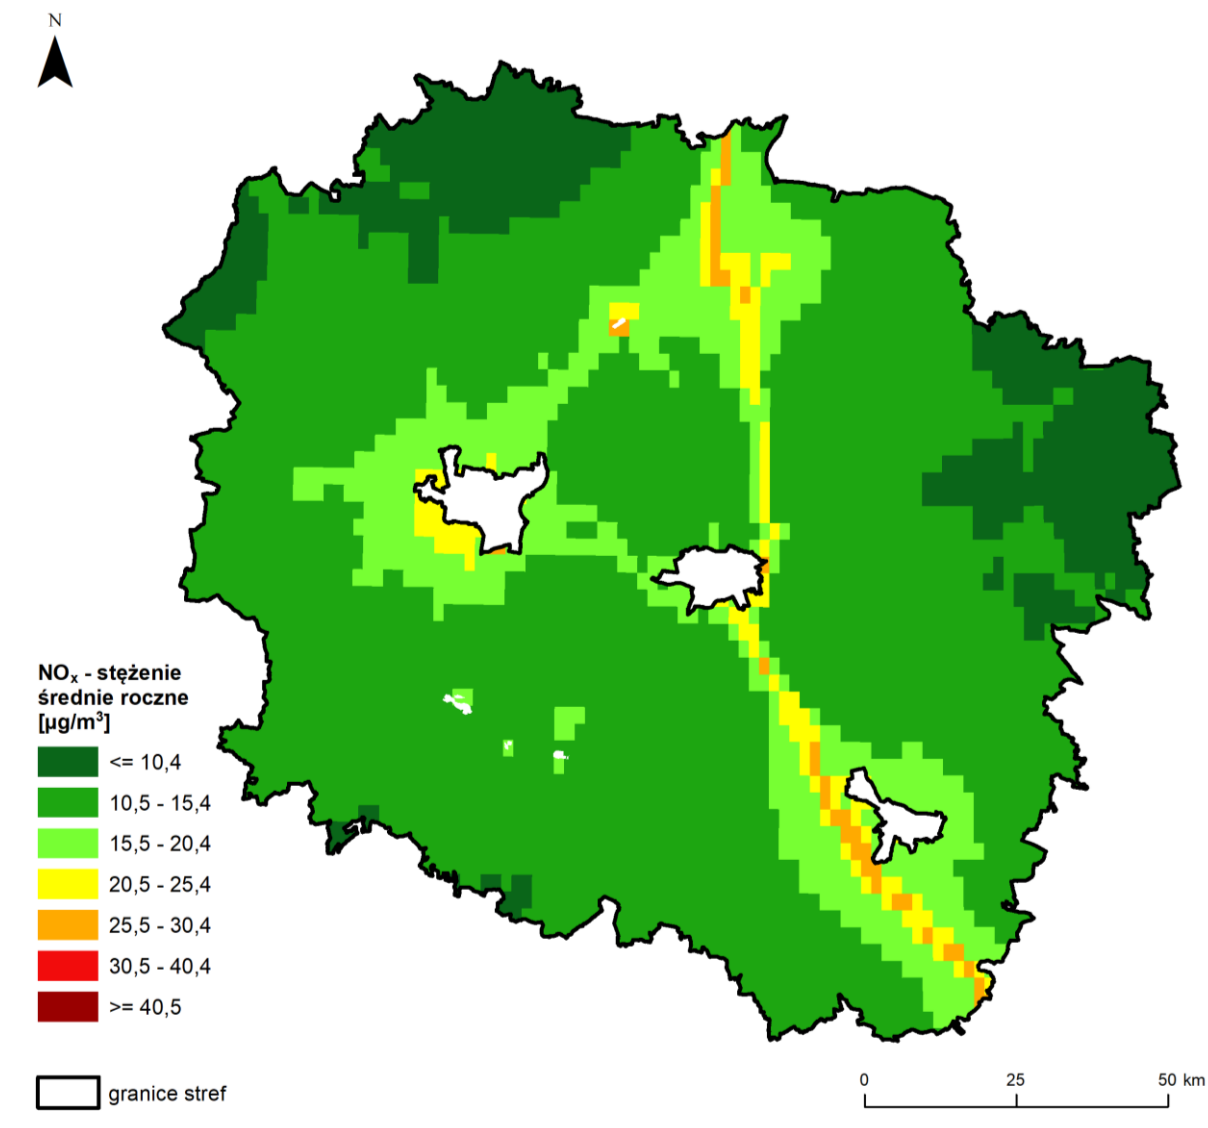 N
NOₓ - stężenie
średnie roczne
[µg/m³]
<= 10,4
10,5 - 15,4
15,5 - 20,4
20,5 - 25,4
25,5 - 30,4
30,5 - 40,4
>= 40,5
granice stref
0 25 50 km